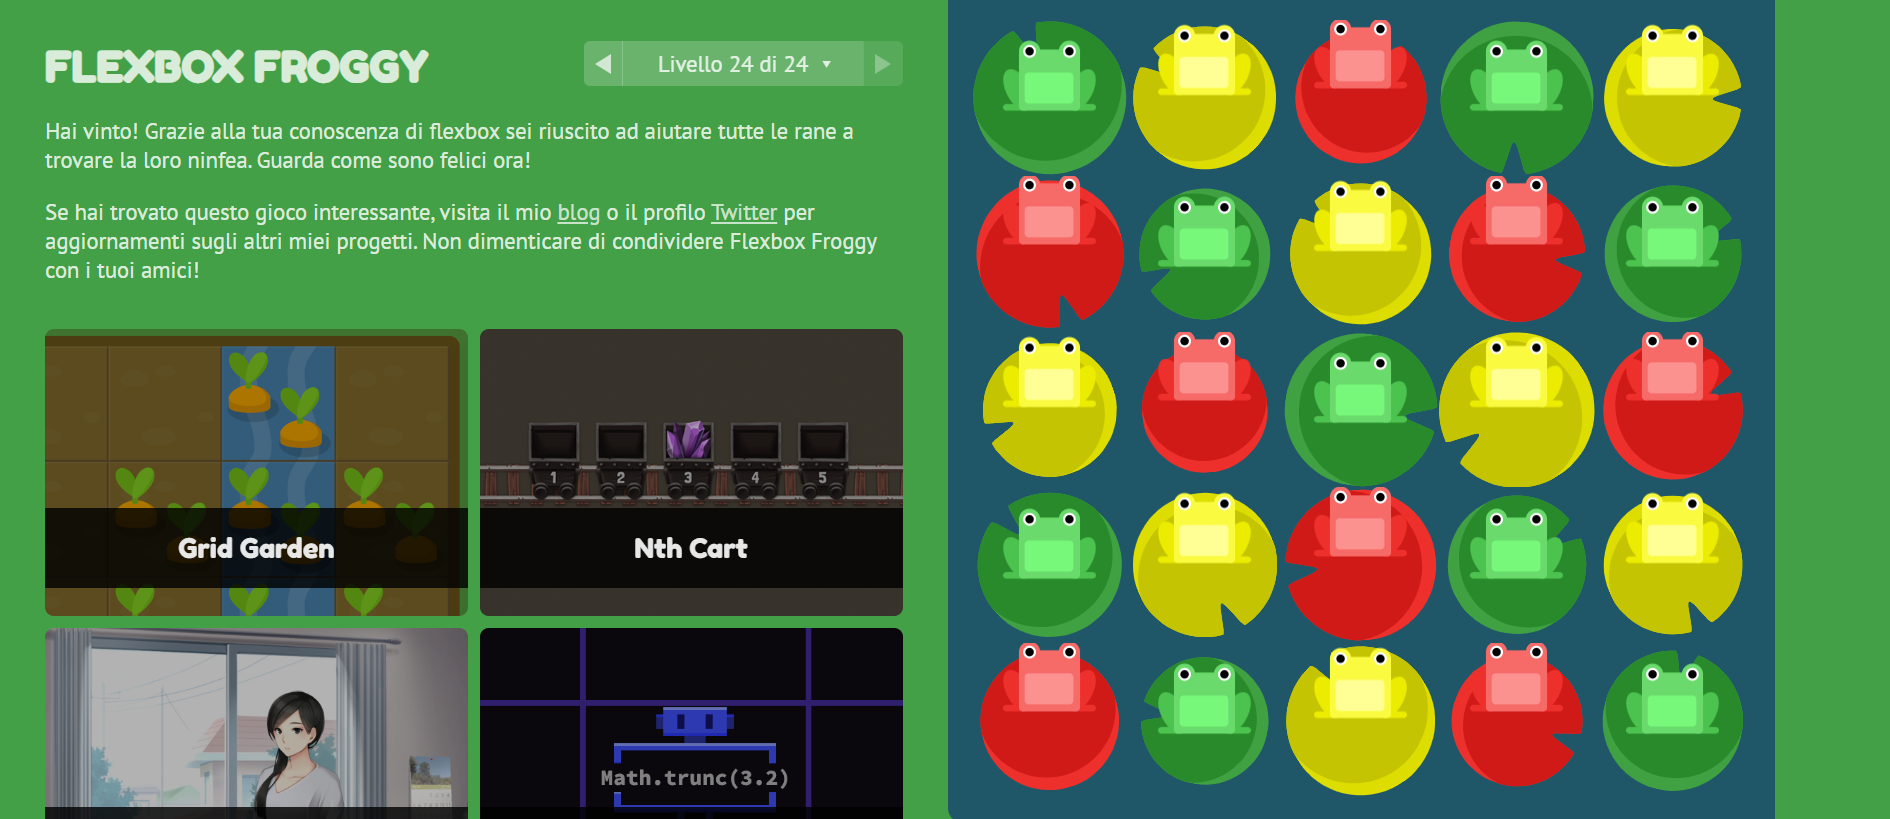 FLEXBOX FROGGY
Livello 24 di 24
Hai vinto! Grazie alla tua conoscenza di flexbox sei riuscito ad aiutare tutte le rane a
trovare la loro ninfea. Guarda come sono felici ora!
Se hai trovato questo gioco interessante, visita il mio blog o il profilo Twitter per
aggiornamenti sugli altri miei progetti. Non dimenticare di condividere Flexbox Froggy
con i tuoi amici!
1 2 3 4 5
Grid Garden
Nth Cart
Math.trunc(3.2)